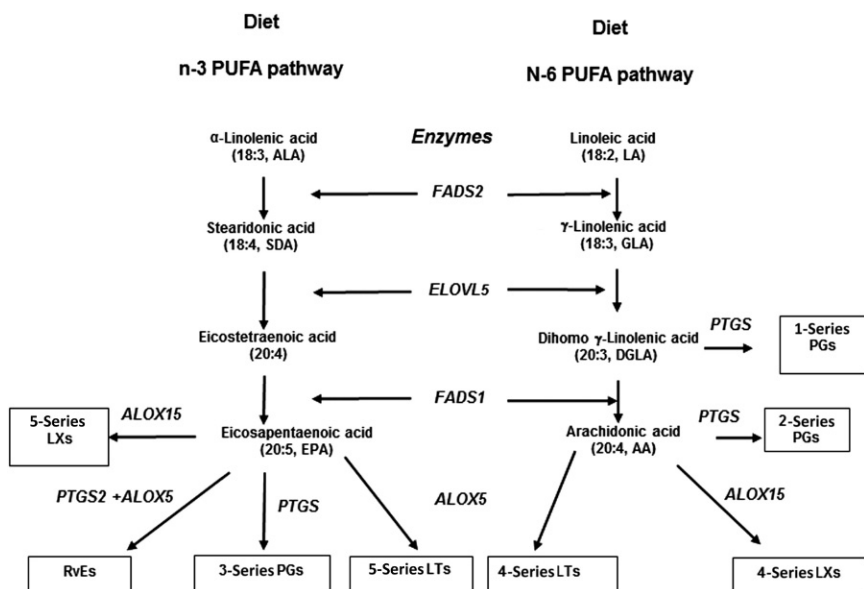 Diet
Diet
n-3 PUFA pathway
N-6 PUFA pathway
α-Linolenic acid
(18:3, ALA)
Enzymes
Linoleic acid
(18:2, LA)
FADS2
Stearidonic acid
(18:4, SDA)
γ-Linolenic acid
(18:3, GLA)
ELOVL5
Eicostetraenoic acid
(20:4)
Dihomo γ-Linolenic acid
(20:3, DGLA)
PTGS
1-Series
PGs
FADS1
5-Series
LXs
ALOX15
Eicosapentaenoic acid
(20:5, EPA)
Arachidonic acid
(20:4, AA)
PTGS
2-Series
PGs
PTGS2 +ALOX5
PTGS
ALOX5
ALOX15
RvEs
3-Series PGs
5-Series LTs
4-Series LTs
4-Series LXs